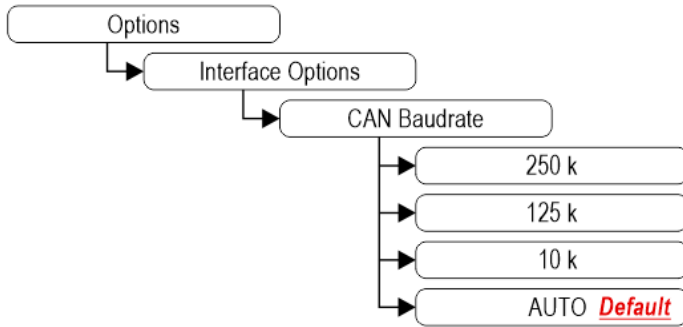 Options
Interface Options
CAN Baudrate
250 k
125 k
10 k
AUTO Default